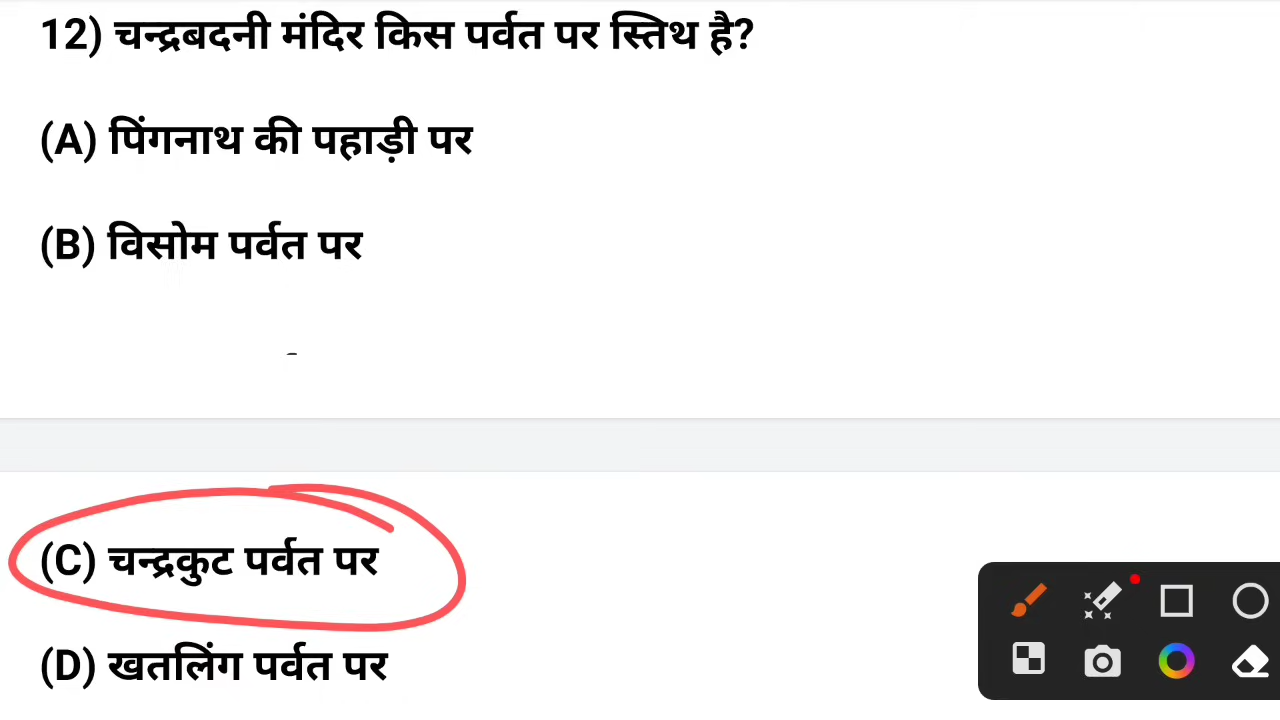 12) चन्द्रबदनी मंदिर किस पर्वत पर स्तिथ है?
(A) पिंगनाथ की पहाड़ी पर
(B) विसोम पर्वत पर
(C) चन्द्रकुट पर्वत पर
(D) खतलिंग पर्वत पर